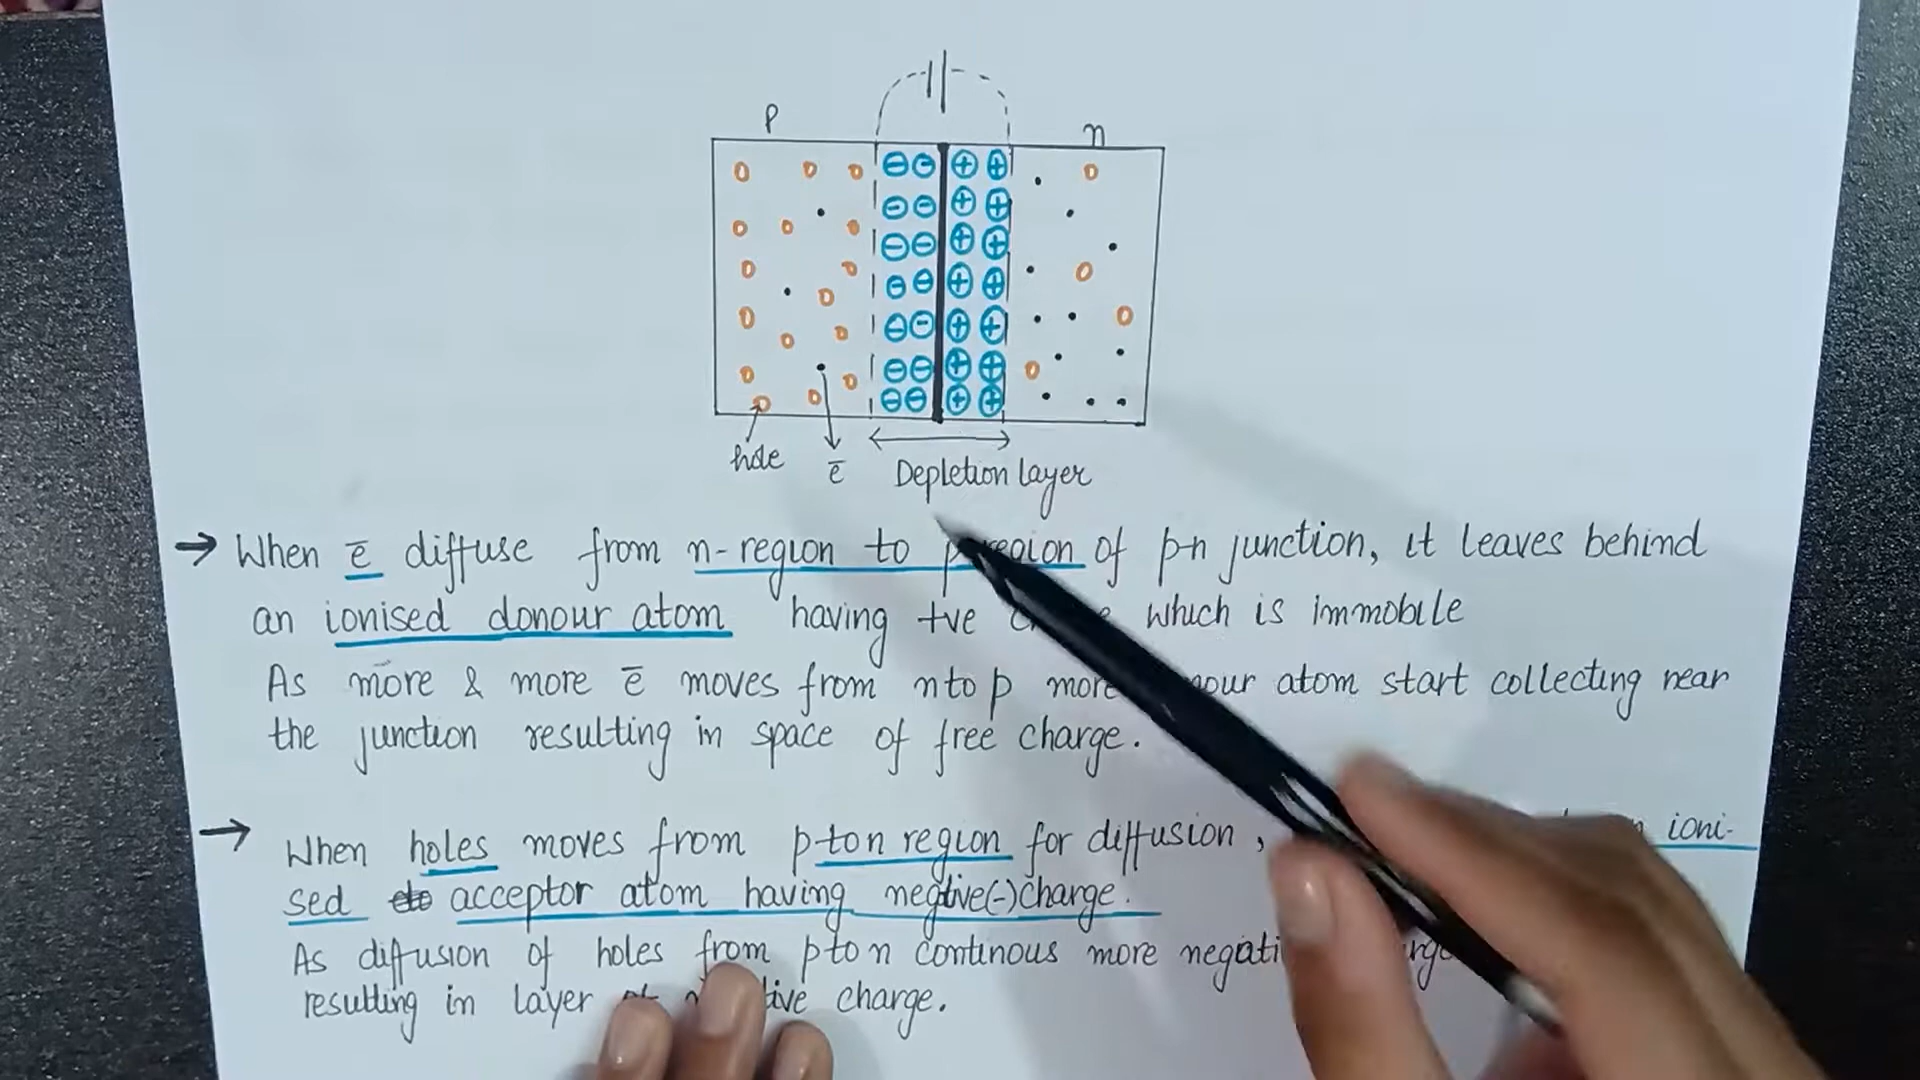 p n
hole ē Depletion layer
→ When ē diffuse from n-region to region of p-n junction, it leaves behind
an ionised donour atom having +ve which is immobile
As more & more ē moves from n to p more atom start collecting near
the junction resulting in space of free charge.
→ When holes moves from p to n region for diffusion, ioni-
sed acceptor atom having negtive(-) charge.
As diffusion of holes from p to n continous more
resulting in layer charge.